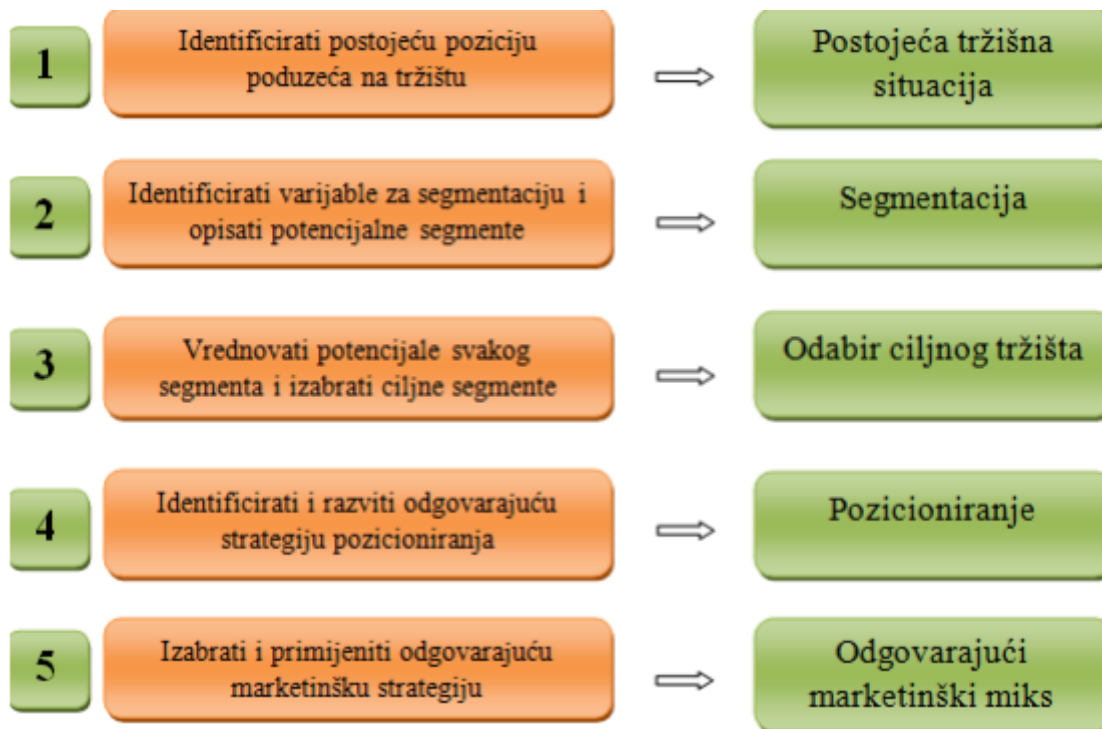 1
Identificirati postojeću poziciju
poduzeća na tržištu
Postojeća tržišna
situacija
2
Identificirati varijable za segmentaciju i
opisati potencijalne segmente
Segmentacija
3
Vrednovati potencijale svakog
segmenta i izabrati ciljne segmente
Odabir ciljnog tržišta
4
Identificirati i razviti odgovarajuću
strategiju pozicioniranja
Pozicioniranje
5
Izabrati i primijeniti odgovarajuću
marketinšku strategiju
Odgovarajući
marketinški miks